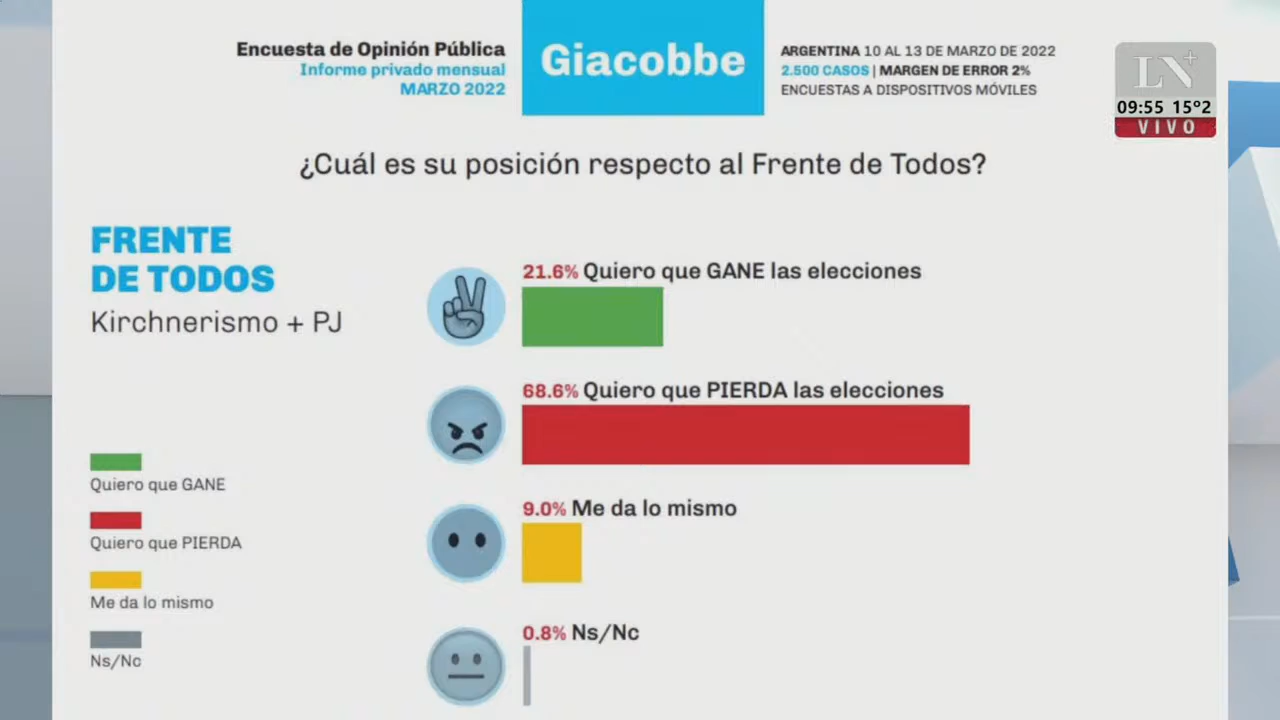 Encuesta de Opinión Pública
Informe privado mensual
MARZO 2022
Giacobbe
ARGENTINA 10 AL 13 DE MARZO DE 2022
2.500 CASOS | MARGEN DE ERROR 2%
ENCUESTAS A DISPOSITIVOS MÓVILES
LN+
09:55 15º2
VIVO
¿Cuál es su posición respecto al Frente de Todos?
FRENTE
DE TODOS
Kirchnerismo + PJ
21.6% Quiero que GANE las elecciones
68.6% Quiero que PIERDA las elecciones
9.0% Me da lo mismo
0.8% Ns/Nc
Quiero que GANE
Quiero que PIERDA
Me da lo mismo
Ns/Nc